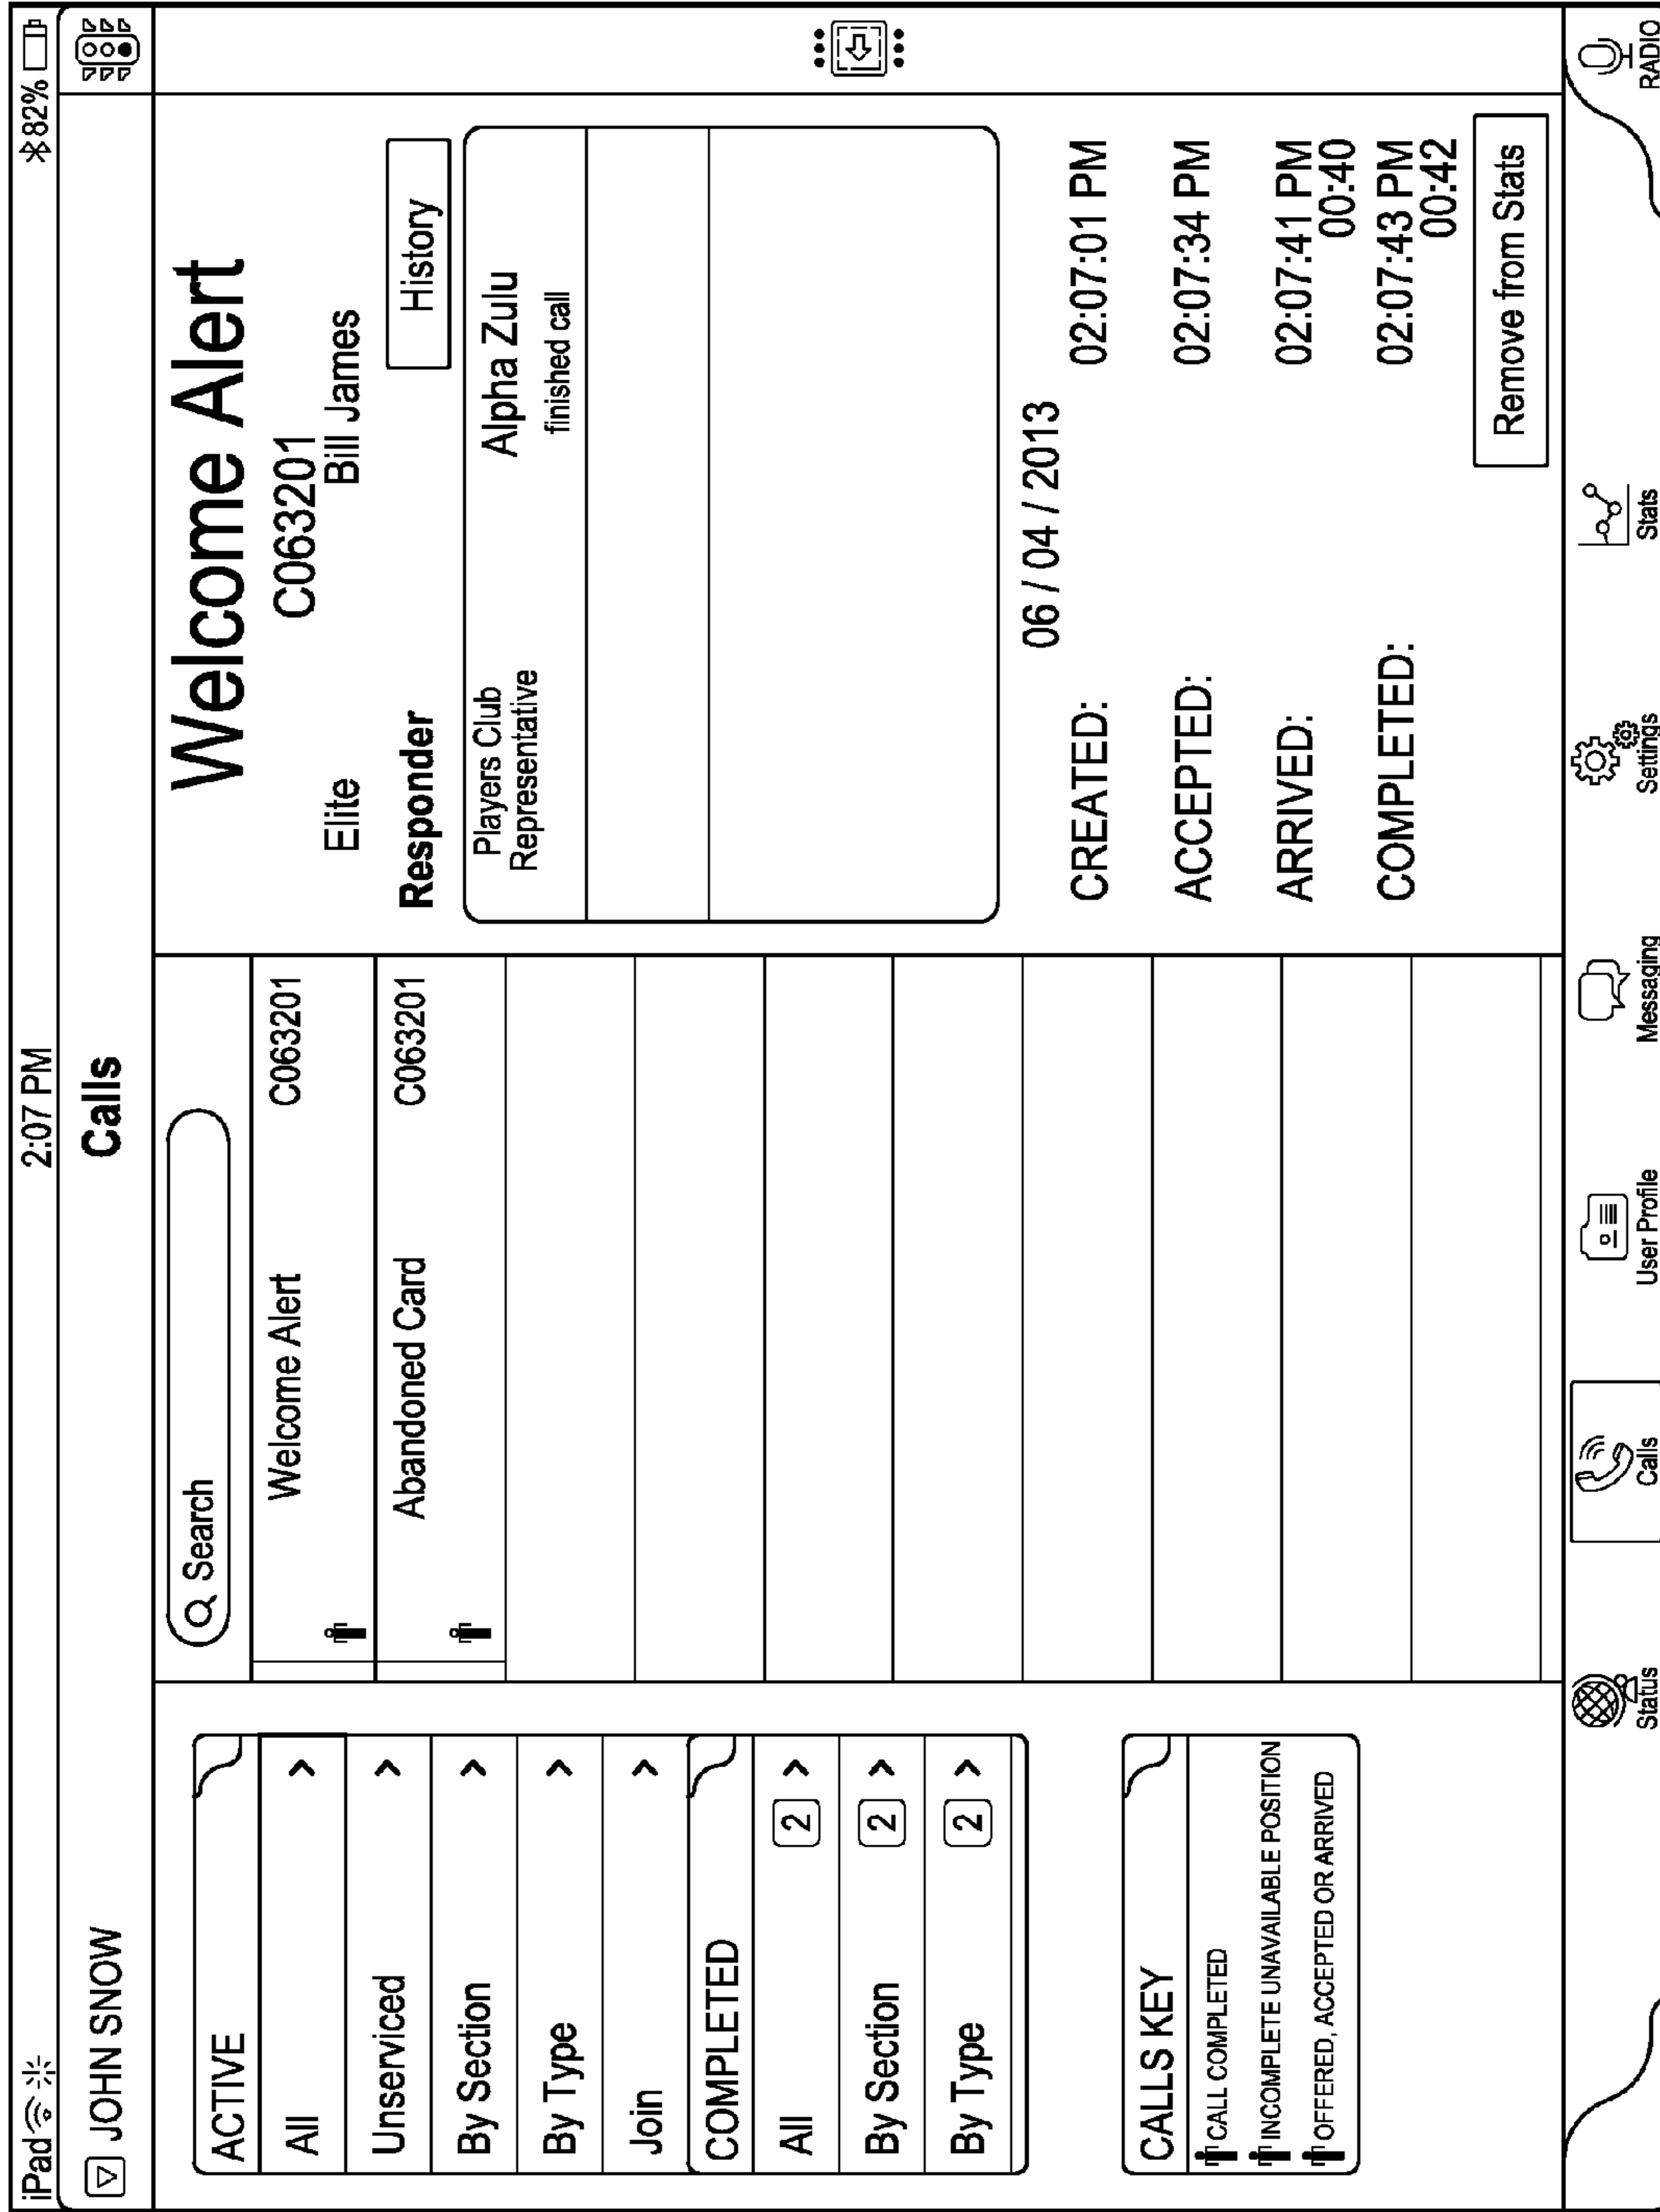 iPad 2:07 PM 82%
JOHN SNOW Calls
ACTIVE
All >
Unserviced >
By Section >
By Type >
Join >
COMPLETED
All 2 >
By Section 2 >
By Type 2 >
CALLS KEY
CALL COMPLETED
INCOMPLETE UNAVAILABLE POSITION
OFFERED, ACCEPTED OR ARRIVED
Search
Welcome Alert C063201
Abandoned Card C063201
Welcome Alert
C063201
Elite Bill James
Responder History
Players Club
Representative
Alpha Zulu
finished call
06 / 04 / 2013
CREATED: 02:07:01 PM
ACCEPTED: 02:07:34 PM
ARRIVED: 02:07:41 PM
00:40
COMPLETED: 02:07:43 PM
00:42
Remove from Stats
Status
Calls
User Profile
Messaging
Settings
Stats
RADIO